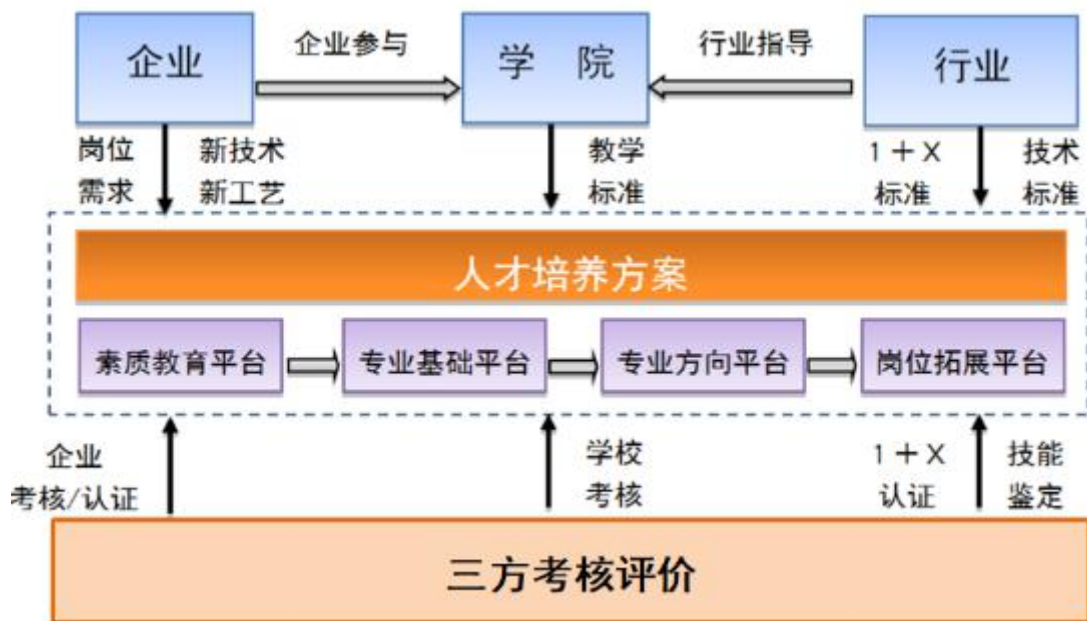 企业
企业参与
学 院
行业指导
行业
岗位
需求
新技术
新工艺
教学
标准
1+X
标准
技术
标准
人才培养方案
素质教育平台
专业基础平台
专业方向平台
岗位拓展平台
企业
考核/认证
学校
考核
1+X
认证
技能
鉴定
三方考核评价